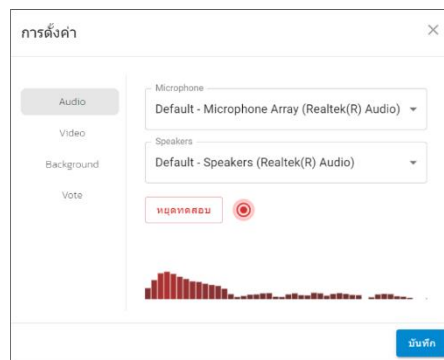 การตั้งค่า
Audio
Video
Background
Vote
Microphone
Default - Microphone Array (Realtek(R) Audio)
Speakers
Default - Speakers (Realtek(R) Audio)
หยุดทดสอบ
บันทึก